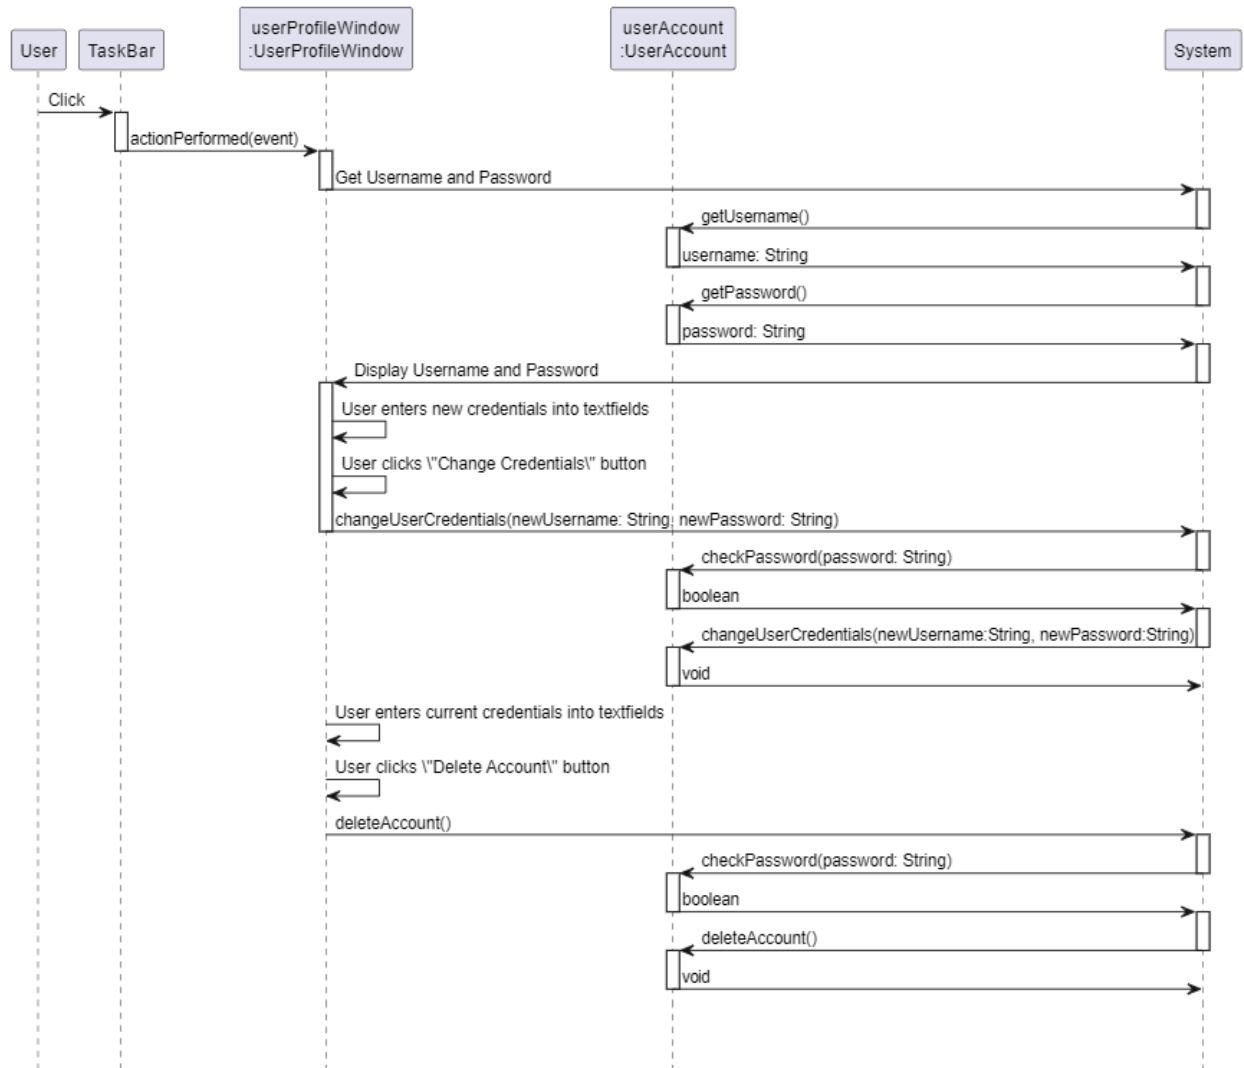 User
TaskBar
userProfileWindow
:UserProfileWindow
userAccount
:UserAccount
System
Click
actionPerformed(event)
Get Username and Password
getUsername()
username: String
getPassword()
password: String
Display Username and Password
User enters new credentials into textfields
User clicks \"Change Credentials\" button
changeUserCredentials(newUsername: String, newPassword: String)
checkPassword(password: String)
boolean
changeUserCredentials(newUsername:String, newPassword:String)
void
User enters current credentials into textfields
User clicks \"Delete Account\" button
deleteAccount()
checkPassword(password: String)
boolean
deleteAccount()
void